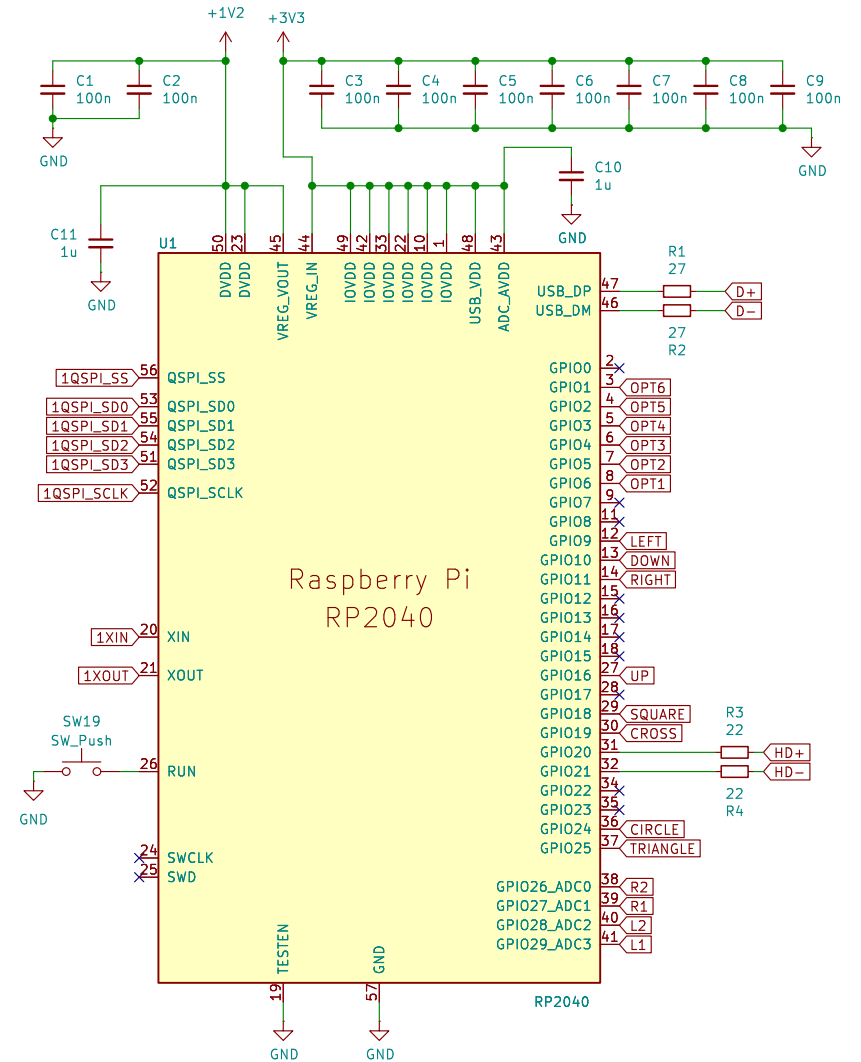 +1V2
+3V3
C1
100n
C2
100n
C3
100n
C4
100n
C5
100n
C6
100n
C7
100n
C8
100n
C9
100n
GND
GND
C10
1u
GND
C11
1u
GND
U1
50
23
45
44
49
42
33
22
10
1
48
43
DVDD
DVDD
VREG_VOUT
VREG_IN
IOVDD
IOVDD
IOVDD
IOVDD
IOVDD
IOVDD
USB_VDD
ADC_AVDD
R1
27
USB_DP 47 D+
USB_DM 46 D-
27
R2
1QSPI_SS 56 QSPI_SS
1QSPI_SD0 53 QSPI_SD0
1QSPI_SD1 55 QSPI_SD1
1QSPI_SD2 54 QSPI_SD2
1QSPI_SD3 51 QSPI_SD3
1QSPI_SCLK 52 QSPI_SCLK
1XIN 20 XIN
1XOUT 21 XOUT
SW19
SW_Push
26 RUN
GND
24 SWCLK
25 SWD
Raspberry Pi
RP2040
GPIO0 2
GPIO1 3 OPT6
GPIO2 4 OPT5
GPIO3 5 OPT4
GPIO4 6 OPT3
GPIO5 7 OPT2
GPIO6 8 OPT1
GPIO7 9
GPIO8 11
GPIO9 12 LEFT
GPIO10 13 DOWN
GPIO11 14 RIGHT
GPIO12 15
GPIO13 16
GPIO14 17
GPIO15 18
GPIO16 27 UP
GPIO17 28
GPIO18 29 SQUARE
GPIO19 30 CROSS
R3
22
GPIO20 31 HD+
GPIO21 32 HD-
22
R4
GPIO22 34
GPIO23 35
GPIO24 36 CIRCLE
GPIO25 37 TRIANGLE
GPIO26_ADC0 38 R2
GPIO27_ADC1 39 R1
GPIO28_ADC2 40 L2
GPIO29_ADC3 41 L1
TESTEN
GND
19
57
RP2040
GND
GND